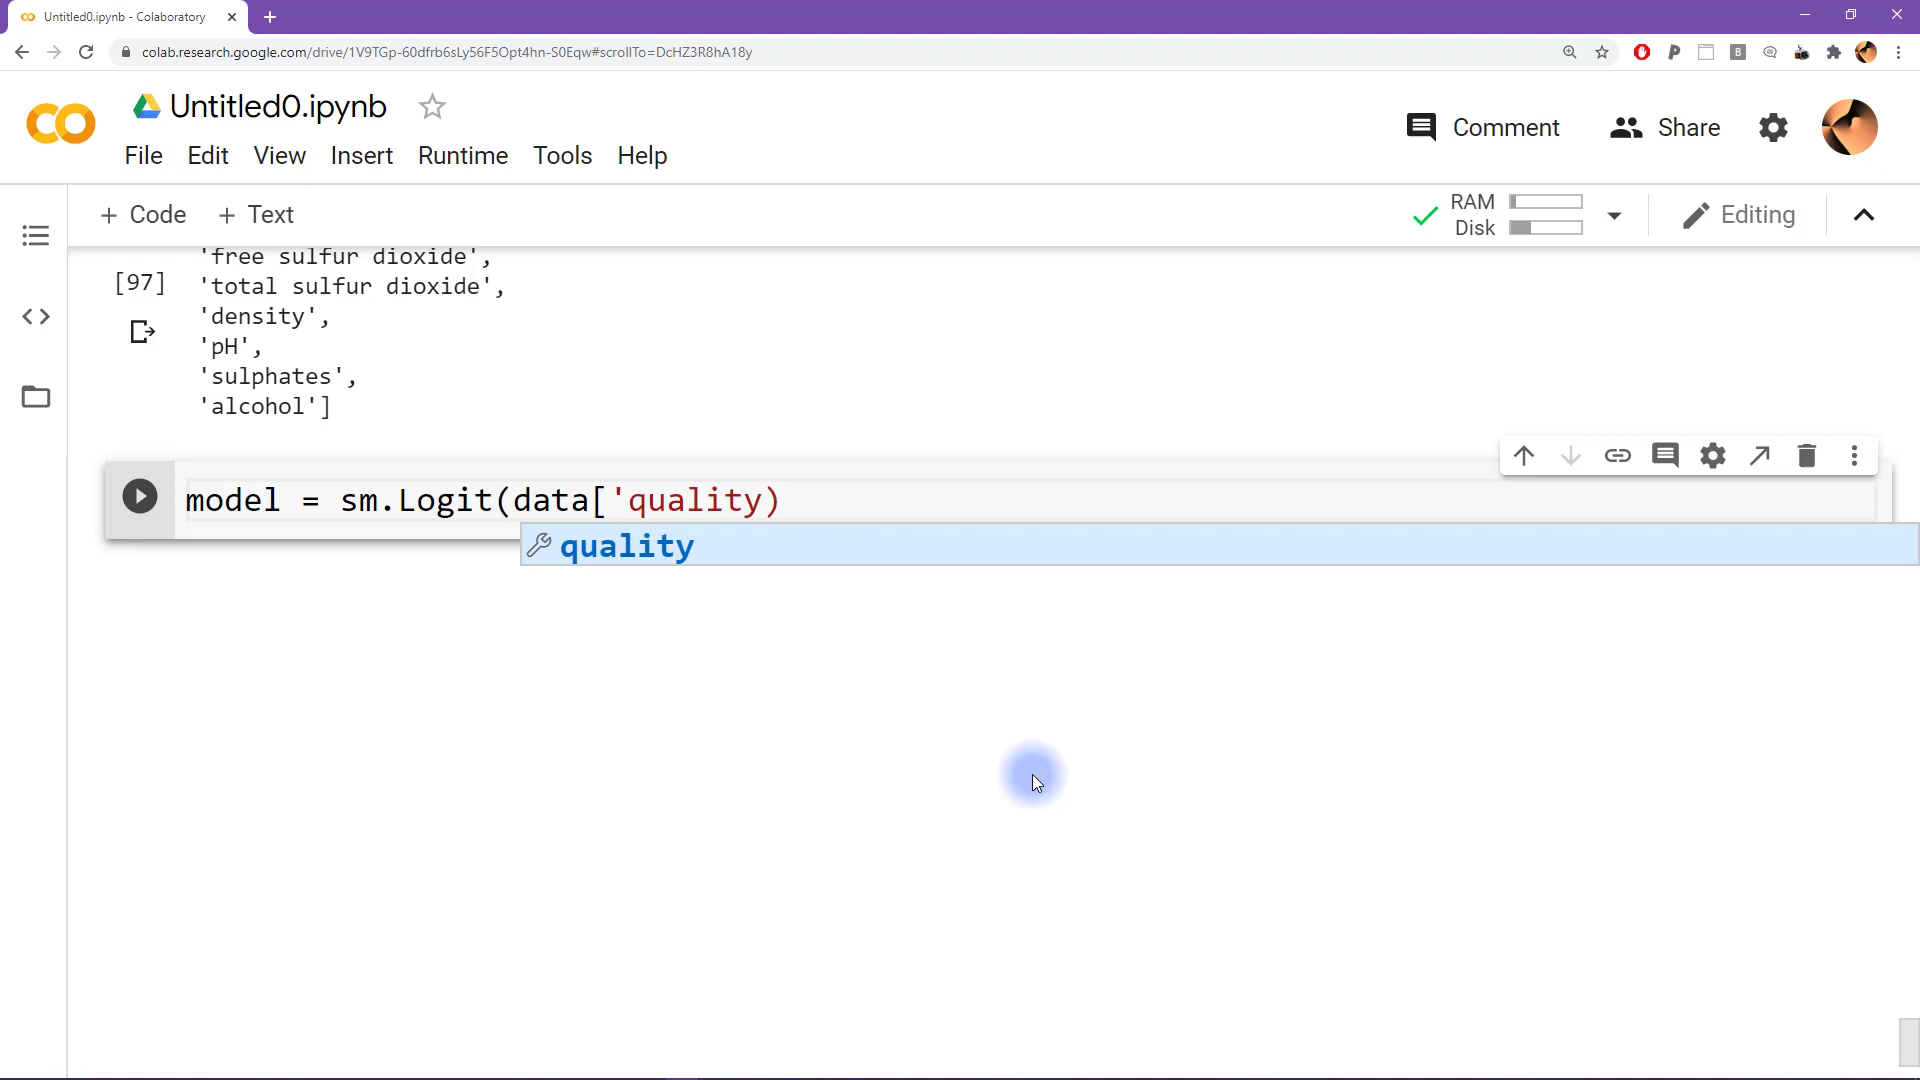 Untitled0.ipynb - Colaboratory
colab.research.google.com/drive/1V9TGp-60dfrb6sLy56F5Opt4hn-S0Eqw#scrollTo=DcHZ3R8hA18y
Untitled0.ipynb
Comment Share
File Edit View Insert Runtime Tools Help
+ Code + Text
RAM
Disk
Editing
'free sulfur dioxide',
[97]
'total sulfur dioxide',
'density',
'pH',
'sulphates',
'alcohol']
model = sm.Logit(data['quality)
quality